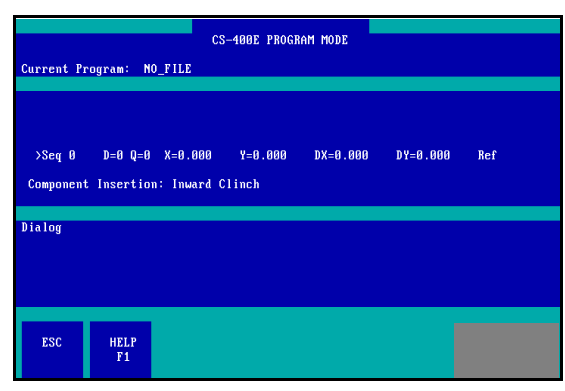 CS-400E PROGRAM MODE
Current Program: NO_FILE
>Seq 0 D=0 Q=0 X=0.000 Y=0.000 DX=0.000 DY=0.000 Ref
Component Insertion: Inward Clinch
Dialog
ESC HELP
F1